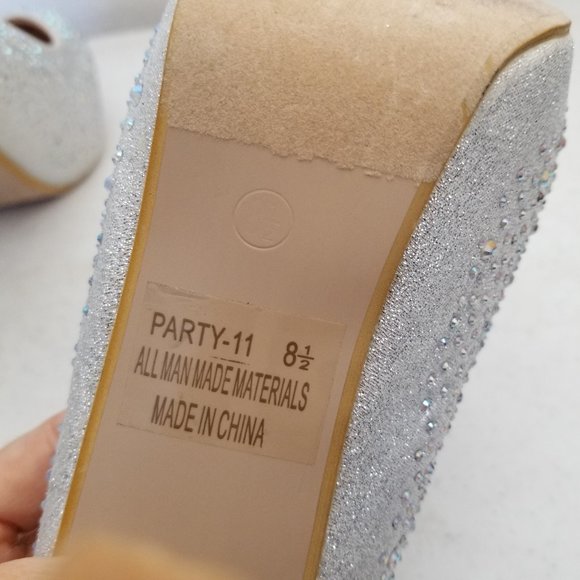 PARTY-11 8½
ALL MAN MADE MATERIALS
MADE IN CHINA